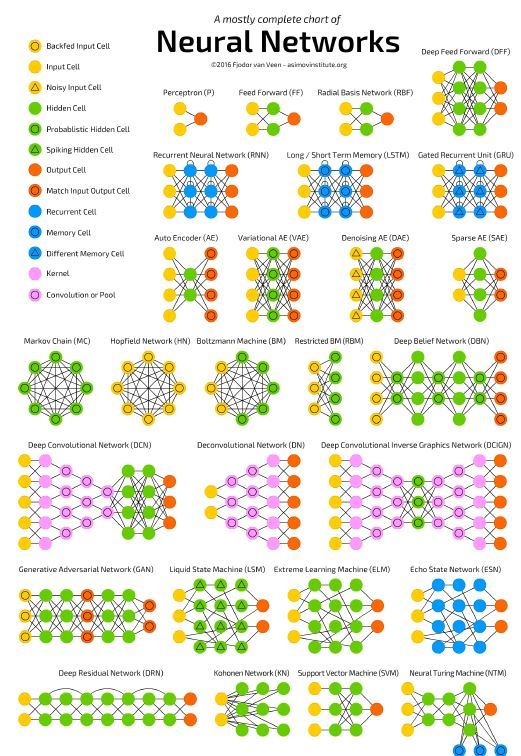 A mostly complete chart of
Neural Networks
©2016 Fjodor van Veen - asimovinstitute.org
Backfed Input Cell
Input Cell
Noisy Input Cell
Hidden Cell
Probablistic Hidden Cell
Spiking Hidden Cell
Output Cell
Match Input Output Cell
Recurrent Cell
Memory Cell
Different Memory Cell
Kernel
Convolution or Pool
Deep Feed Forward (DFF)
Perceptron (P)
Feed Forward (FF)
Radial Basis Network (RBF)
Recurrent Neural Network (RNN)
Long / Short Term Memory (LSTM)
Gated Recurrent Unit (GRU)
Auto Encoder (AE)
Variational AE (VAE)
Denoising AE (DAE)
Sparse AE (SAE)
Markov Chain (MC)
Hopfield Network (HN)
Boltzmann Machine (BM)
Restricted BM (RBM)
Deep Belief Network (DBN)
Deep Convolutional Network (DCN)
Deconvolutional Network (DN)
Deep Convolutional Inverse Graphics Network (DCIGN)
Generative Adversarial Network (GAN)
Liquid State Machine (LSM)
Extreme Learning Machine (ELM)
Echo State Network (ESN)
Deep Residual Network (DRN)
Kohonen Network (KN)
Support Vector Machine (SVM)
Neural Turing Machine (NTM)